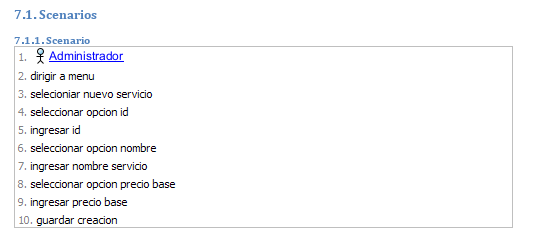 7.1. Scenarios
7.1.1. Scenario
1. Administrador
2. dirigir a menu
3. selecioniar nuevo servicio
4. seleccionar opcion id
5. ingresar id
6. seleccionar opcion nombre
7. ingresar nombre servicio
8. seleccionar opcion precio base
9. ingresar precio base
10. guardar creacion